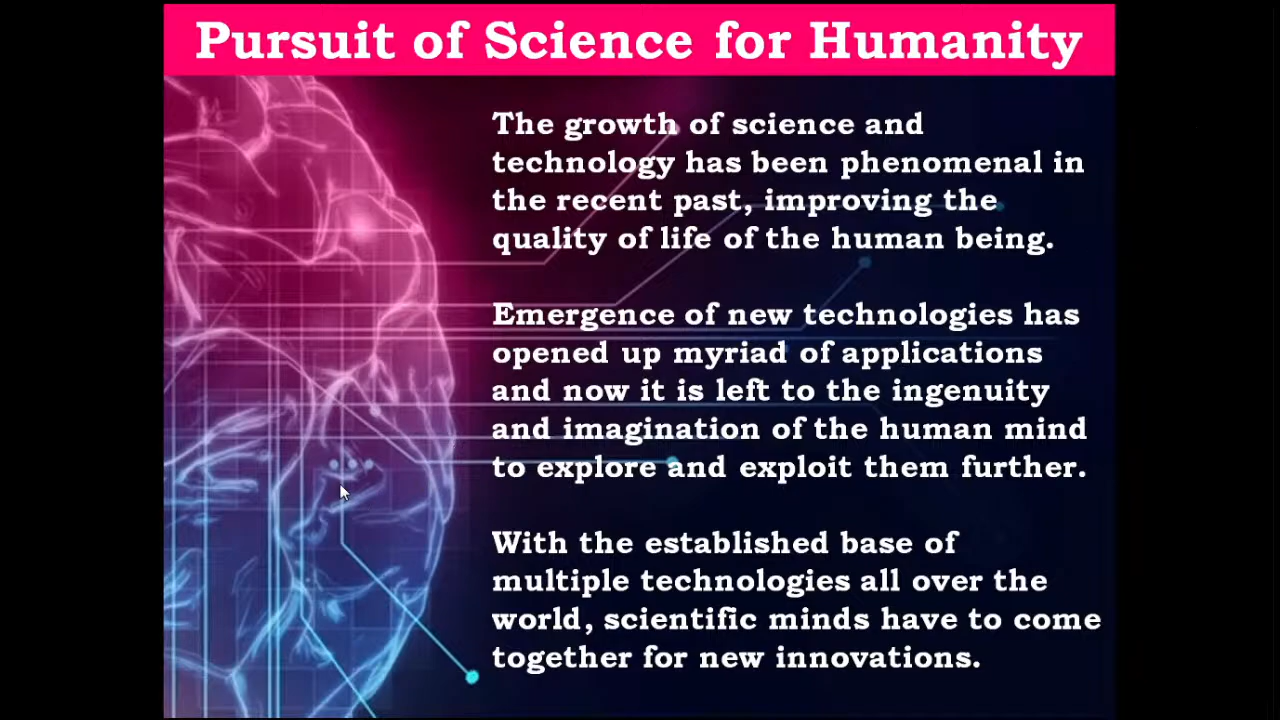 Pursuit of Science for Humanity
The growth of science and
technology has been phenomenal in
the recent past, improving the
quality of life of the human being.
Emergence of new technologies has
opened up myriad of applications
and now it is left to the ingenuity
and imagination of the human mind
to explore and exploit them further.
With the established base of
multiple technologies all over the
world, scientific minds have to come
together for new innovations.